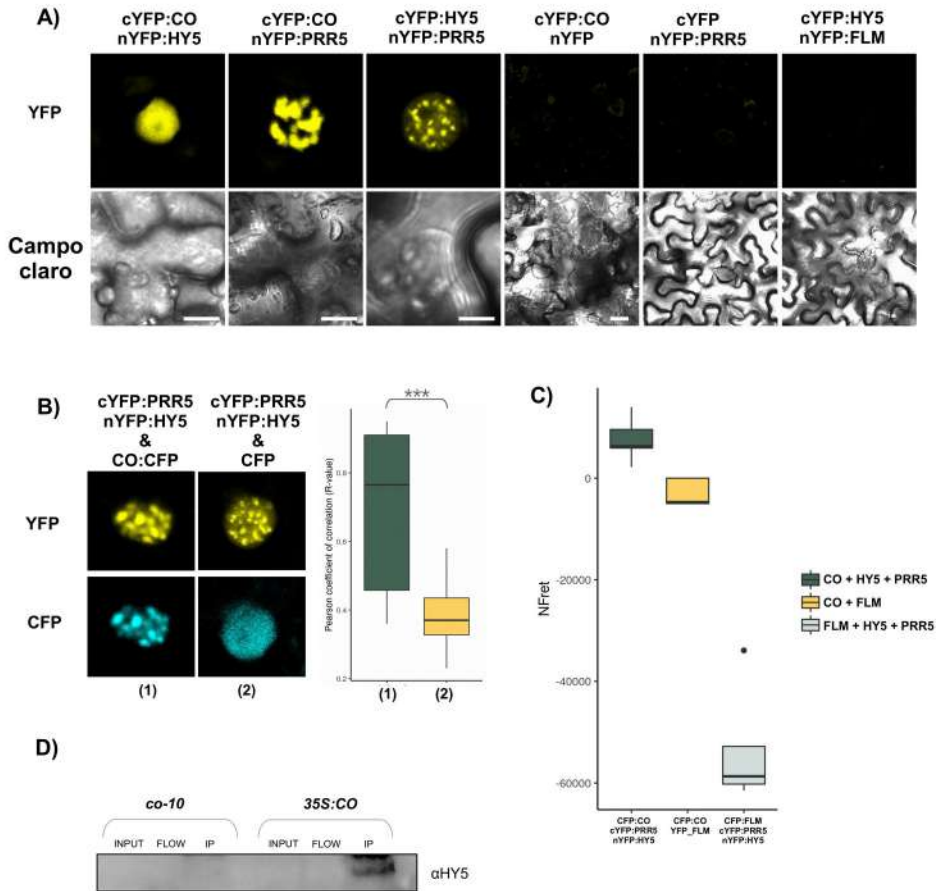 A)
cYFP:CO
nYFP:HY5
cYFP:CO
nYFP:PRR5
cYFP:HY5
nYFP:PRR5
cYFP:CO
nYFP
cYFP
nYFP:PRR5
cYFP:HY5
nYFP:FLM
YFP
Campo
claro
B)
cYFP:PRR5
nYFP:HY5
&
CO:CFP
cYFP:PRR5
nYFP:HY5
&
CFP
YFP
CFP
(1)
(2)
***
Pearson coefficient of correlation (R-value)
0.8
0.6
0.4
0.2
(1)
(2)
C)
NFret
0
-20000
-40000
-60000
CFP:CO
cYFP:PRR5
nYFP:HY5
CFP:CO
YFP_FLM
CFP:FLM
cYFP:PRR5
nYFP:HY5
CO + HY5 + PRR5
CO + FLM
FLM + HY5 + PRR5
D)
co-10
35S:CO
INPUT FLOW IP
INPUT FLOW IP
αHY5